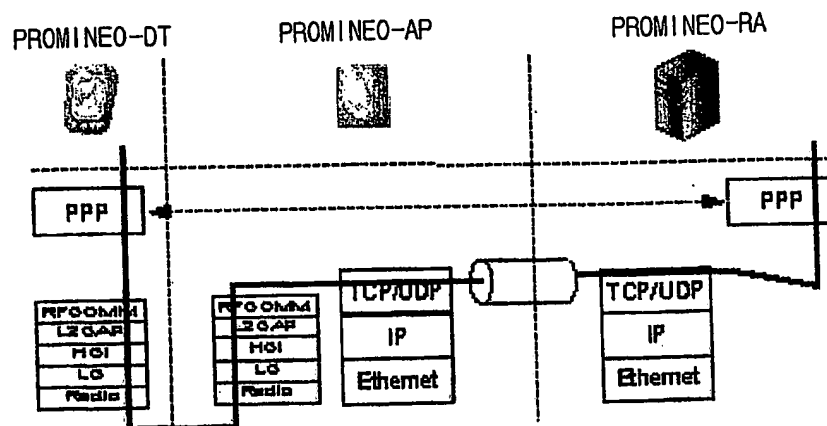 PROMINEO-DT
PROMINEO-AP
PROMINEO-RA
PPP
PPP
RFCOMM
L2CAP
HCI
LC
Radio
RFCOMM
L2CAP
HCI
LC
Radio
TCP/UDP
IP
Ethernet
TCP/UDP
IP
Ethernet